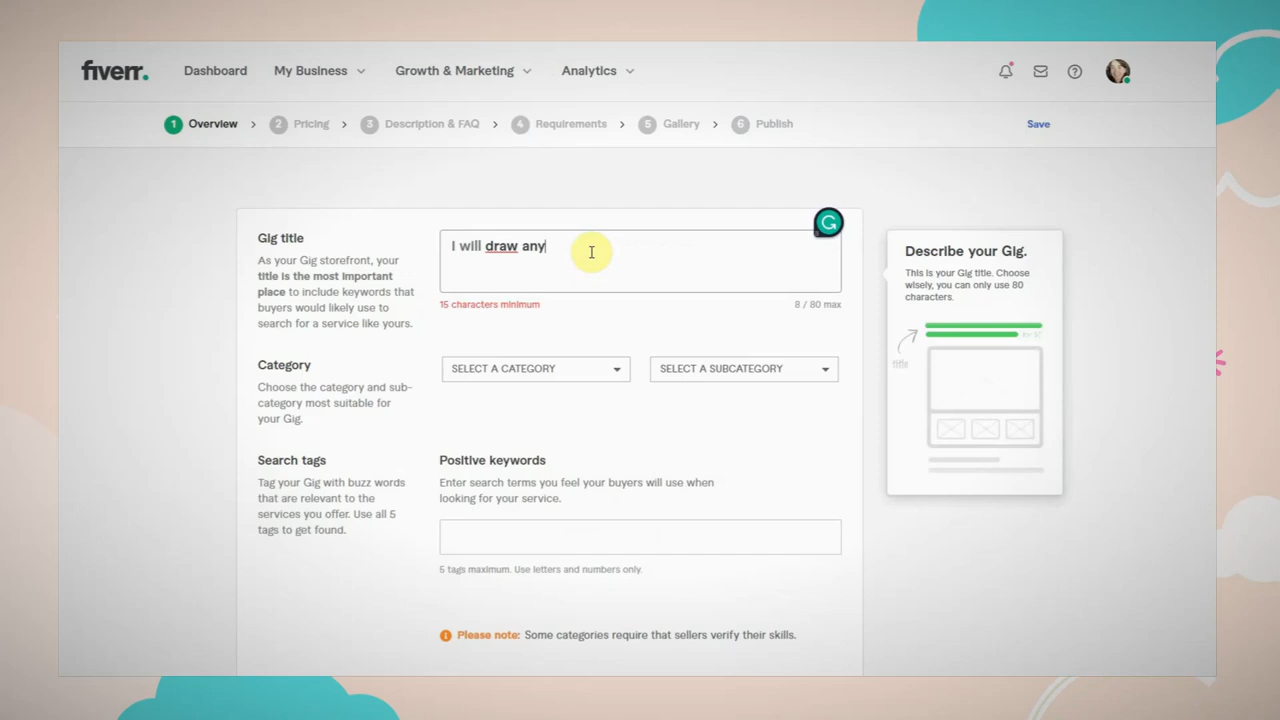 fiverr.
Dashboard
My Business
Growth & Marketing
Analytics
1 Overview
2 Pricing
3 Description & FAQ
4 Requirements
5 Gallery
6 Publish
Save
Gig title
As your Gig storefront, your
title is the most important
place to include keywords that
buyers would likely use to
search for a service like yours.
I will draw any
15 characters minimum
8 / 80 max
Describe your Gig.
This is your Gig title. Choose
wisely, you can only use 80
characters.
title
Category
Choose the category and sub-
category most suitable for
your Gig.
SELECT A CATEGORY
SELECT A SUBCATEGORY
Search tags
Tag your Gig with buzz words
that are relevant to the
services you offer. Use all 5
tags to get found.
Positive keywords
Enter search terms you feel your buyers will use when
looking for your service.
5 tags maximum. Use letters and numbers only.
Please note: Some categories require that sellers verify their skills.